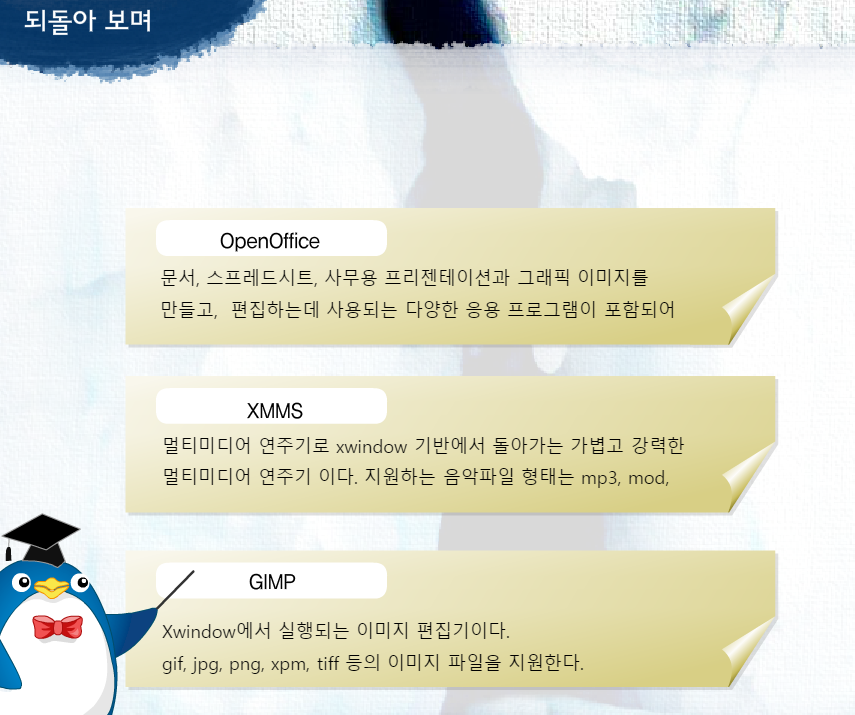 되돌아 보며
OpenOffice
문서, 스프레드시트, 사무용 프리젠테이션과 그래픽 이미지를
만들고, 편집하는데 사용되는 다양한 응용 프로그램이 포함되어
XMMS
멀티미디어 연주기로 xwindow 기반에서 돌아가는 가볍고 강력한
멀티미디어 연주기 이다. 지원하는 음악파일 형태는 mp3, mod,
GIMP
Xwindow에서 실행되는 이미지 편집기이다.
gif, jpg, png, xpm, tiff 등의 이미지 파일을 지원한다.